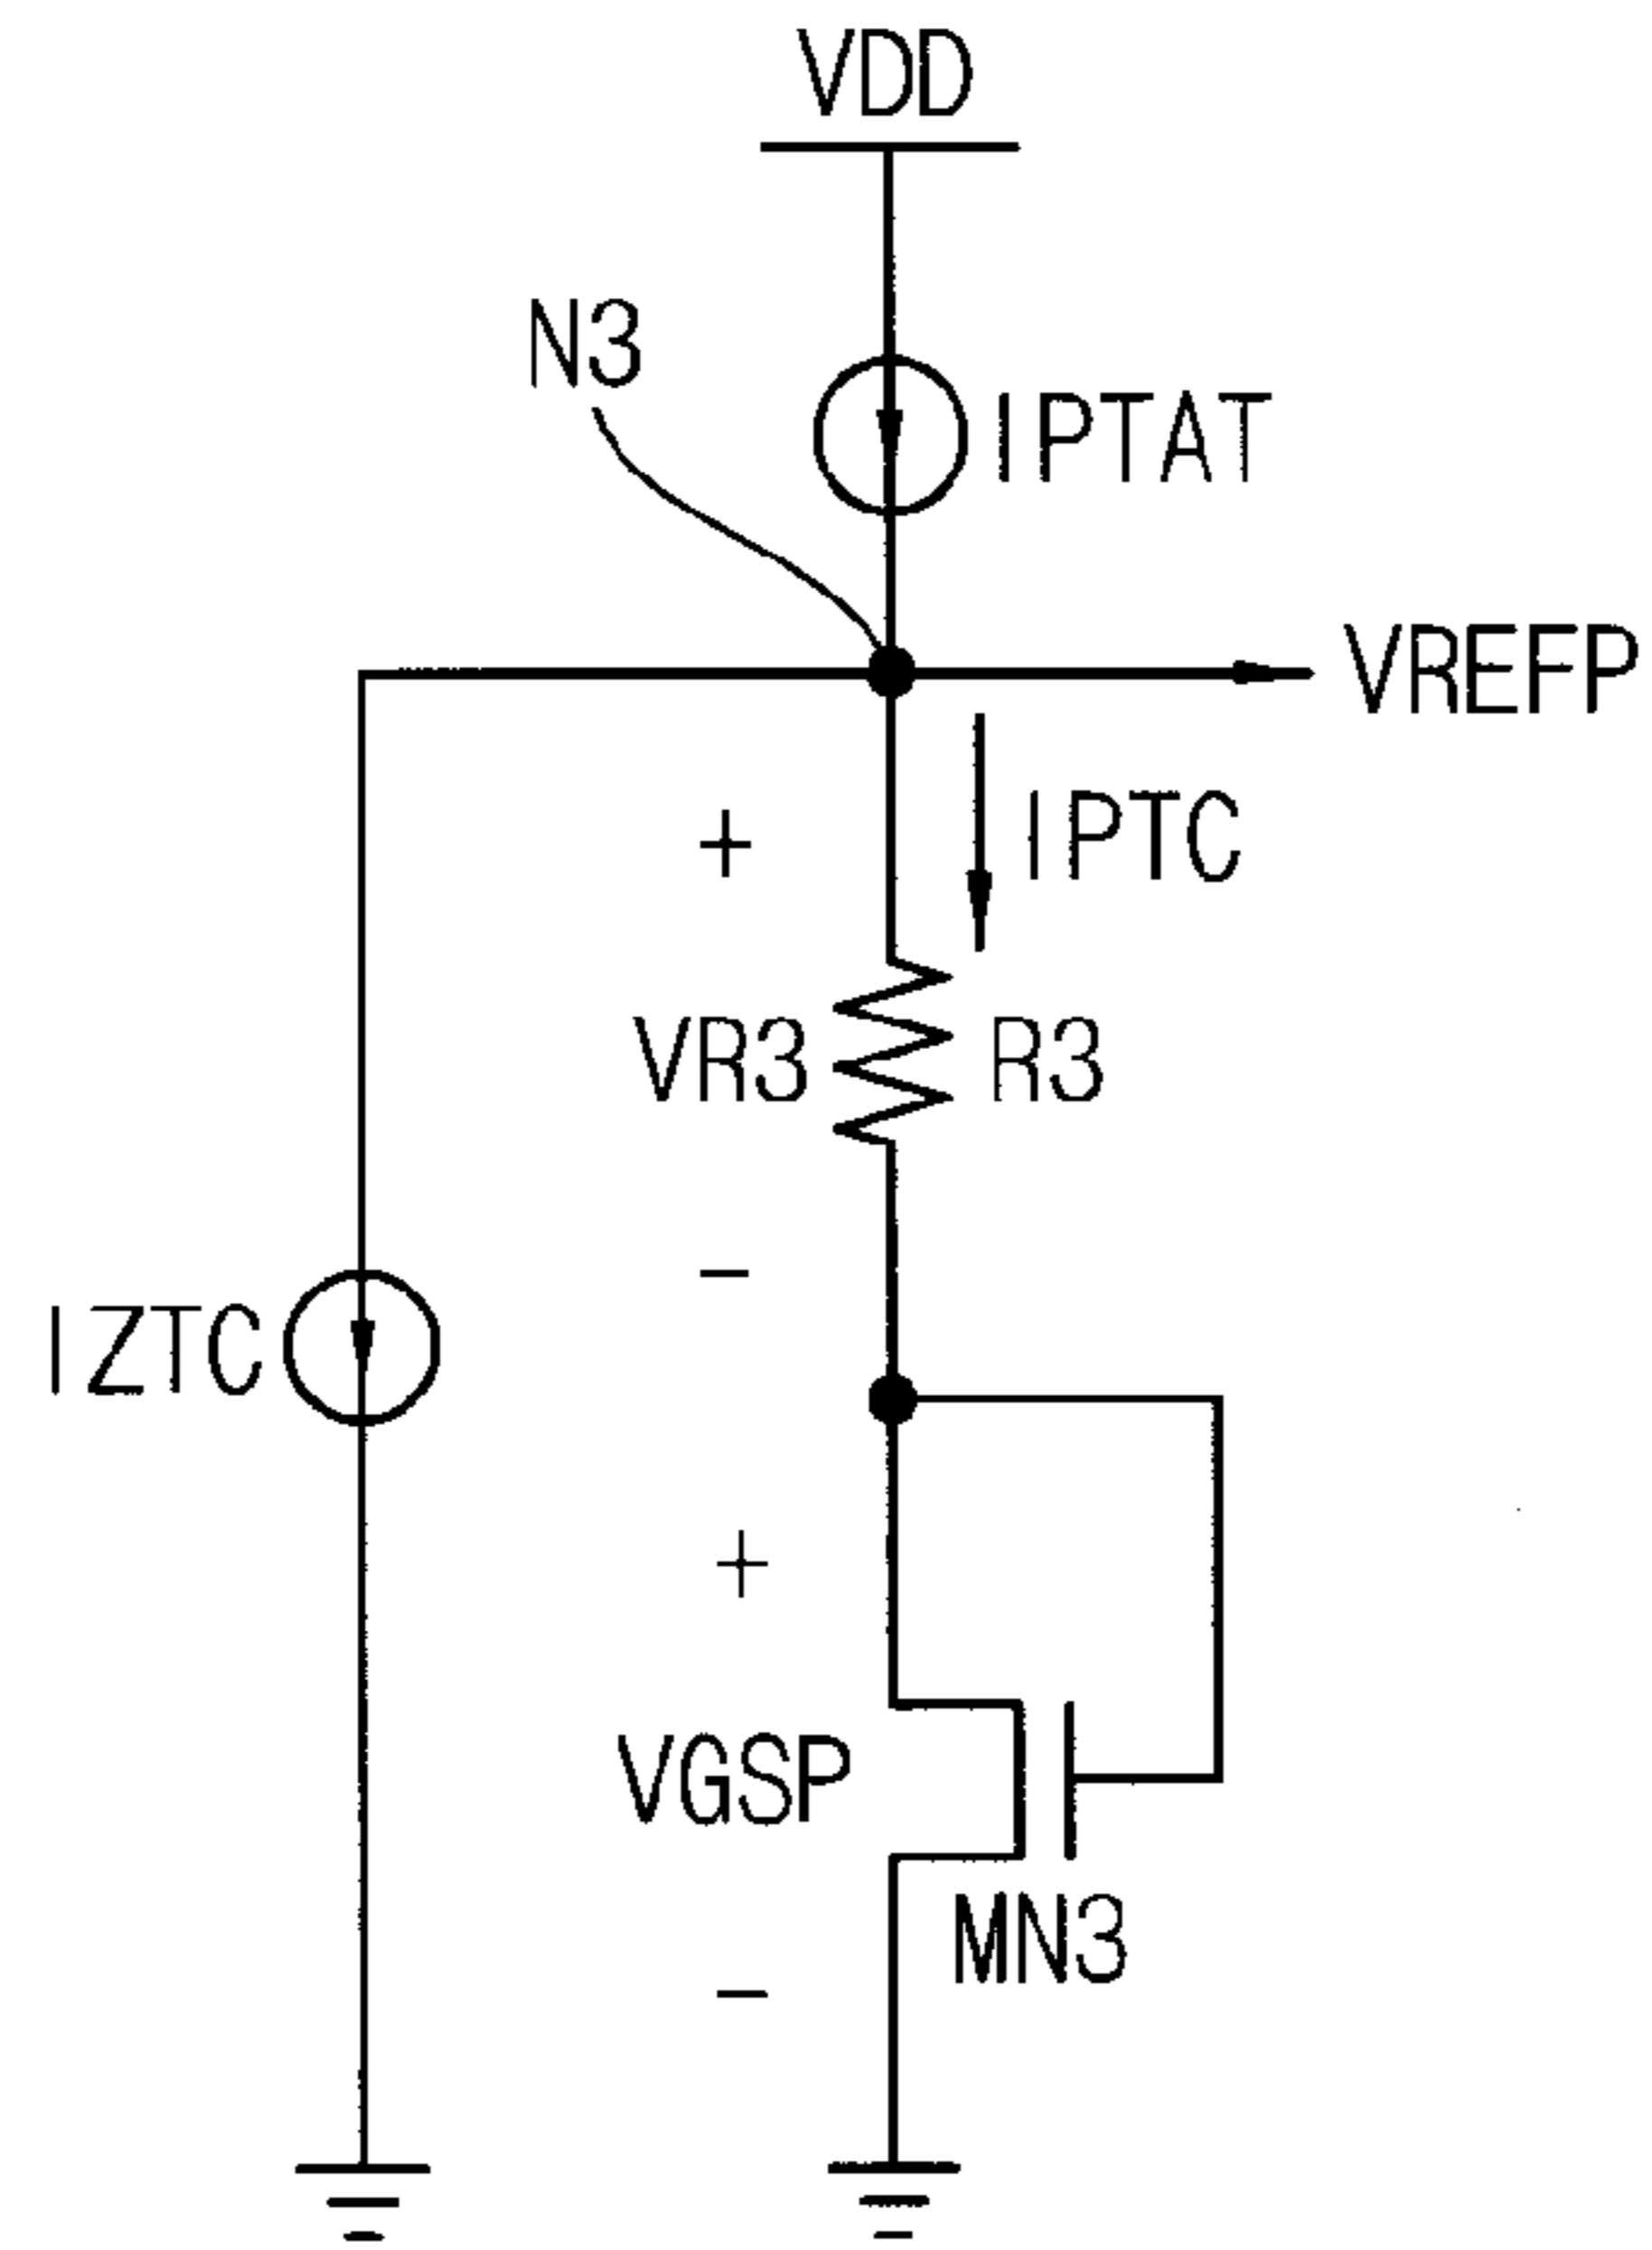 VDD
N3
IPTAT
VREFP
+
IPTC
VR3
R3
−
IZTC
+
VGSP
MN3
−